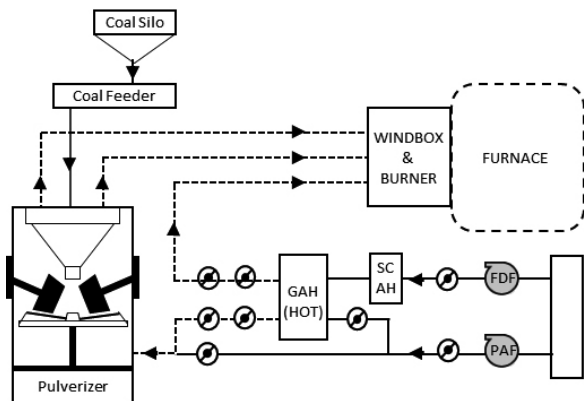 Coal Silo
Coal Feeder
WINDBOX
&
BURNER
FURNACE
GAH
(HOT)
SC
AH
FDF
PAF
Pulverizer